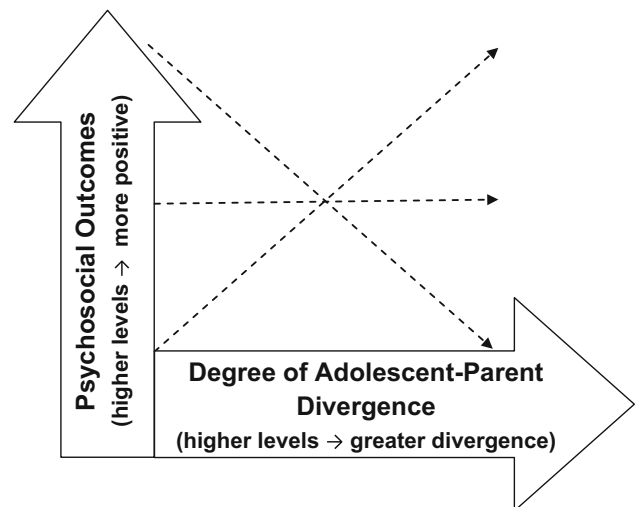 Psychosocial Outcomes
(higher levels → more positive)
Degree of Adolescent-Parent
Divergence
(higher levels → greater divergence)